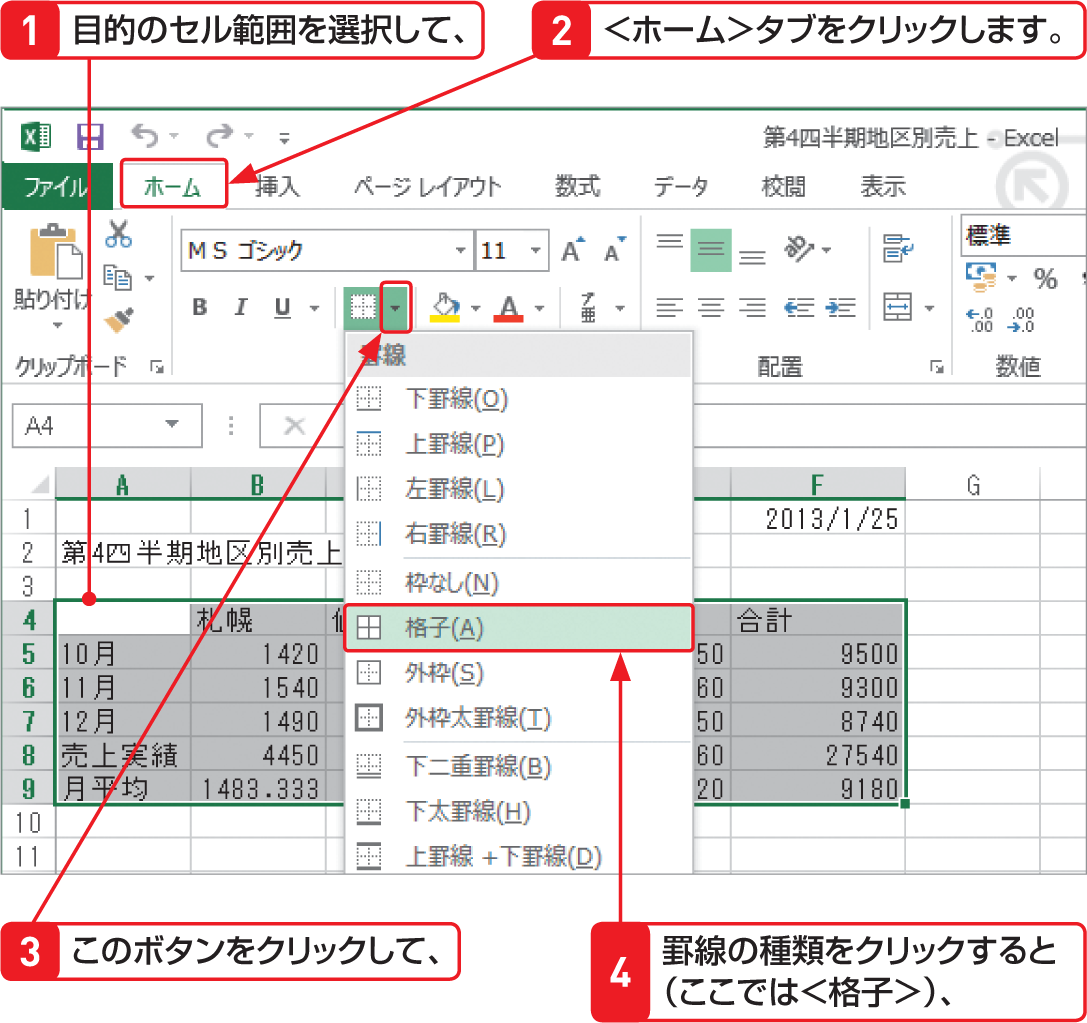 1 目的のセル範囲を選択して、
2 ＜ホーム＞タブをクリックします。
第4四半期地区別売上 - Excel
ファイル ホーム 挿入 ページ レイアウト 数式 データ 校閲 表示
貼り付け
ＭＳ ゴシック 11 A A 標準
B I U A ア亜 %
←.0 .00 .00 →.0
クリップボード 配置 数値
罫線
下罫線(O)
上罫線(P)
左罫線(L)
右罫線(R)
枠なし(N)
格子(A)
外枠(S)
外枠太罫線(T)
下二重罫線(B)
下太罫線(H)
上罫線 +下罫線(D)
A4
A B F G
1 2013/1/25
2 第4四半期地区別売上
3
4 札幌 合計
5 10月 1420 50 9500
6 11月 1540 60 9300
7 12月 1490 50 8740
8 売上実績 4450 60 27540
9 月平均 1483.333 20 9180
10
11
3 このボタンをクリックして、
4 罫線の種類をクリックすると
（ここでは＜格子＞）、